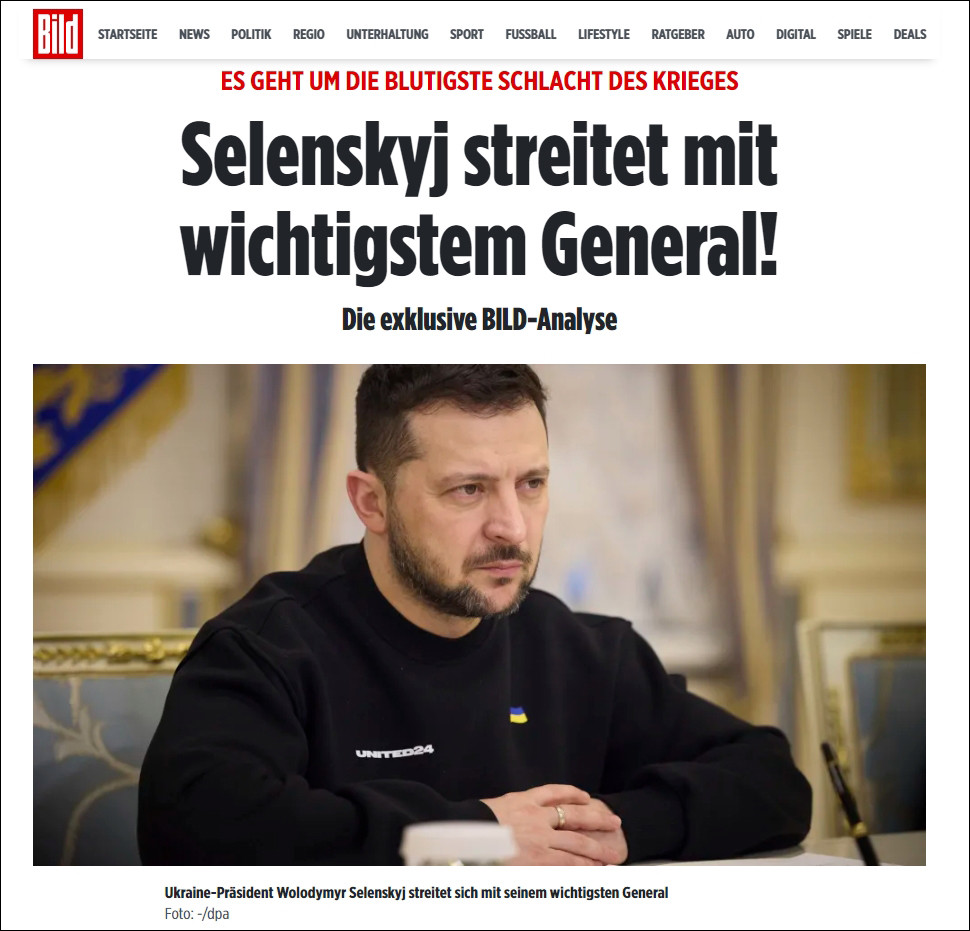 Bild
STARTSEITE NEWS POLITIK REGIO UNTERHALTUNG SPORT FUSSBALL LIFESTYLE RATGEBER AUTO DIGITAL SPIELE DEALS
ES GEHT UM DIE BLUTIGSTE SCHLACHT DES KRIEGES
Selenskyj streitet mit
wichtigstem General!
Die exklusive BILD-Analyse
UNITED24
Ukraine-Präsident Wolodymyr Selenskyj streitet sich mit seinem wichtigsten General
Foto: -/dpa